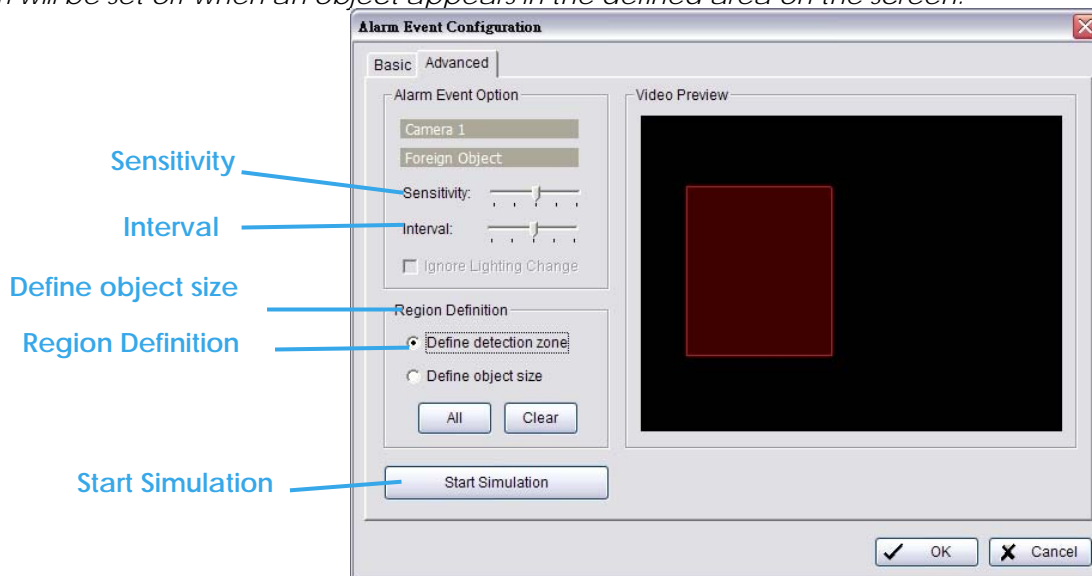 will be set off when an object appears in the defined area on the screen.
Alarm Event Configuration
Basic Advanced
Alarm Event Option
Camera 1
Foreign Object
Sensitivity:
Interval:
Ignore Lighting Change
Region Definition
Define detection zone
Define object size
All Clear
Start Simulation
Video Preview
OK Cancel
Sensitivity
Interval
Define object size
Region Definition
Start Simulation